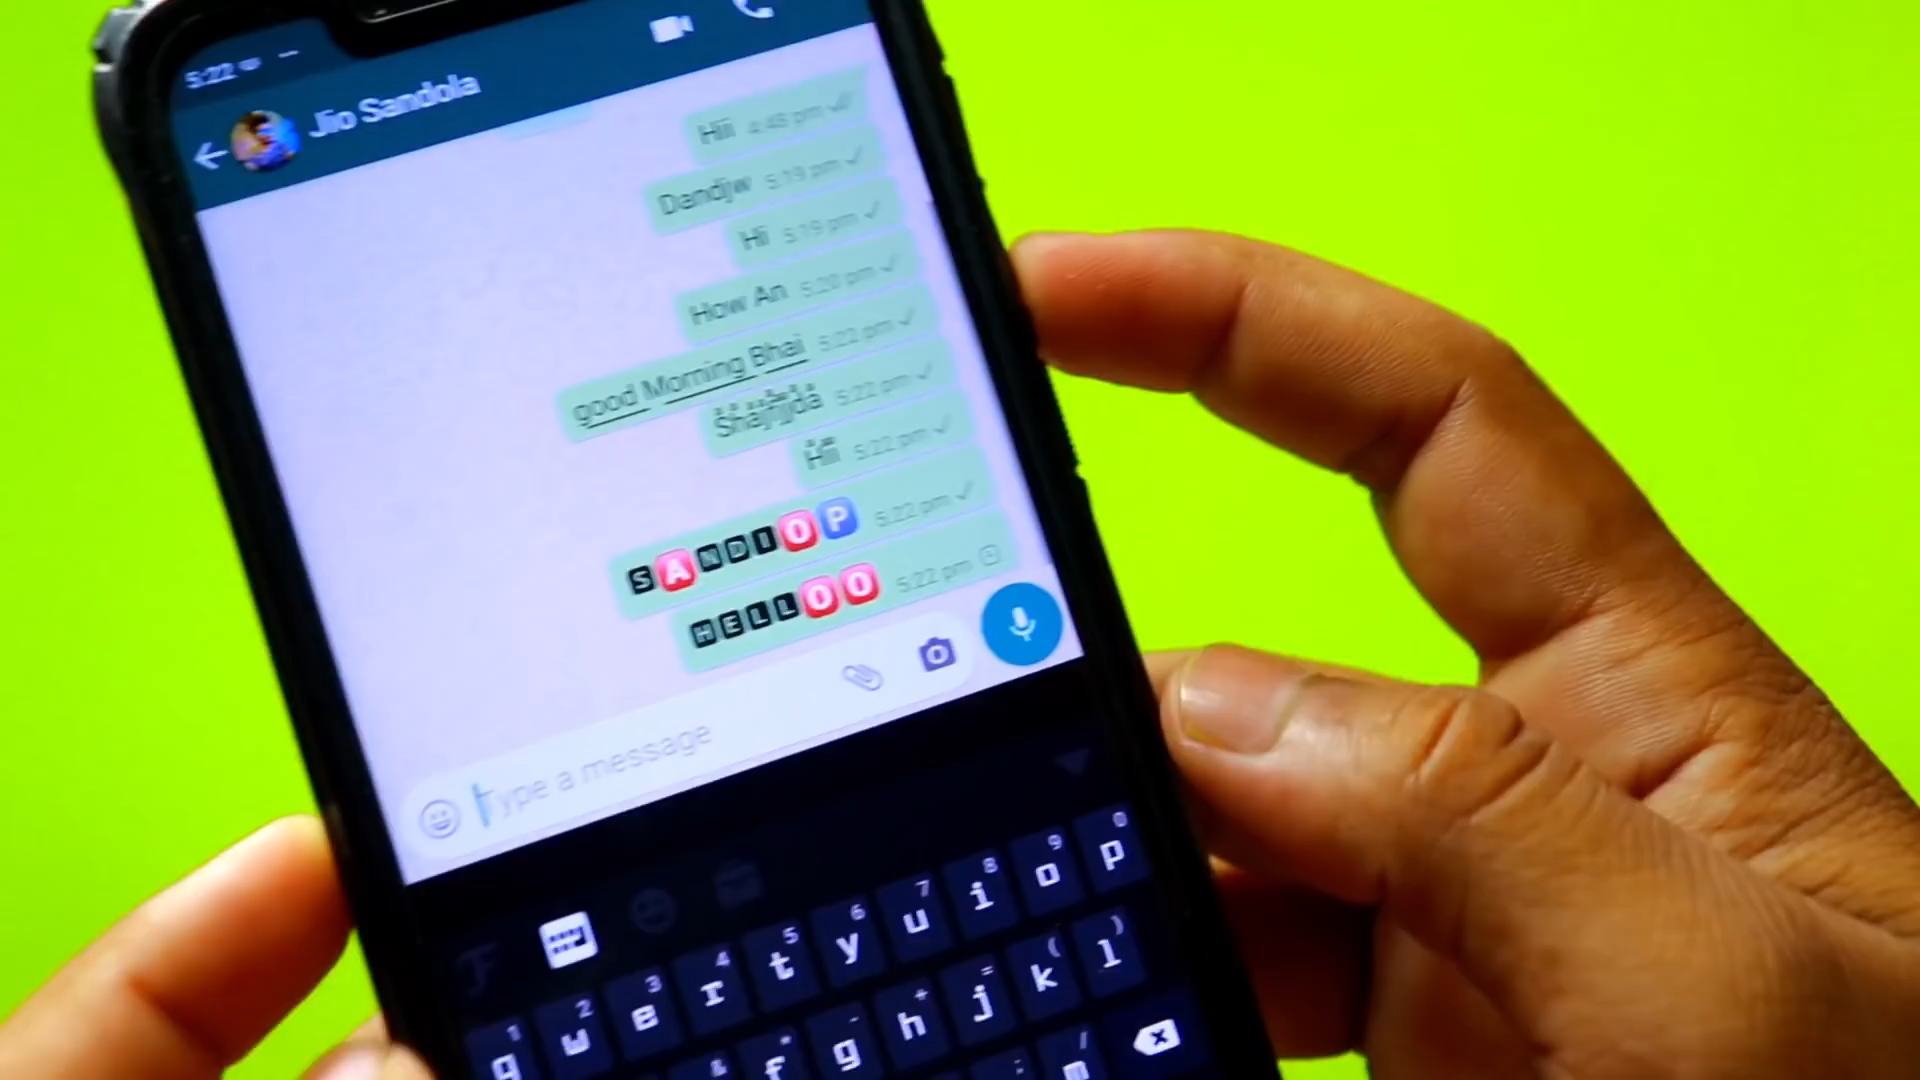 5:22
Jio Sandola
Hii 4:48 pm
Dandjw 5:19 pm
Hi 5:19 pm
How An 5:20 pm
good Morning Bhai 5:22 pm
5:22 pm
Hii 5:22 pm
SANDIOP 5:22 pm
HELLOO 5:22 pm
Type a message
1 2 3 4 5 6 7 8 9 0
q w e r t y u i o p
- + = ( )
f g h j k l